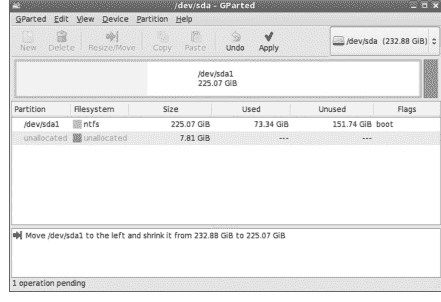 /dev/sda - GParted
GParted Edit View Device Partition Help
New Delete Resize/Move Copy Paste Undo Apply /dev/sda (232.88 GiB)
/dev/sda1
225.07 GiB
Partition Filesystem Size Used Unused Flags
/dev/sda1 ntfs 225.07 GiB 73.34 GiB 151.74 GiB boot
unallocated unallocated 7.81 GiB --- ---
Move /dev/sda1 to the left and shrink it from 232.88 GiB to 225.07 GiB
1 operation pending